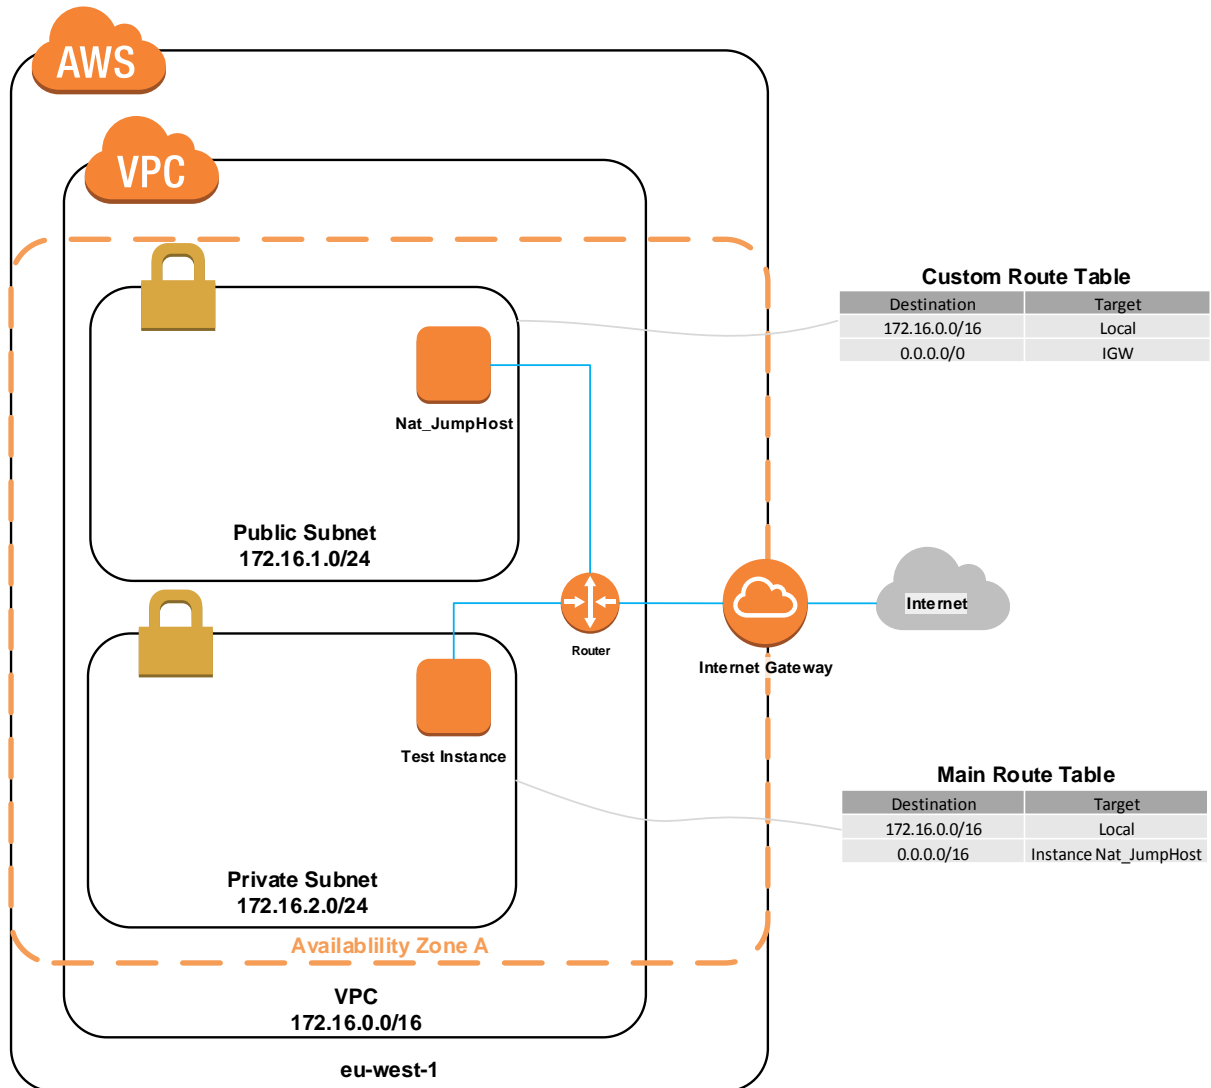 AWS
VPC
Custom Route Table
Destination Target
172.16.0.0/16 Local
0.0.0.0/0 IGW
Nat_JumpHost
Public Subnet
172.16.1.0/24
Internet
Router
Internet Gateway
Test Instance
Main Route Table
Destination Target
172.16.0.0/16 Local
0.0.0.0/16 Instance Nat_JumpHost
Private Subnet
172.16.2.0/24
Availablility Zone A
VPC
172.16.0.0/16
eu-west-1